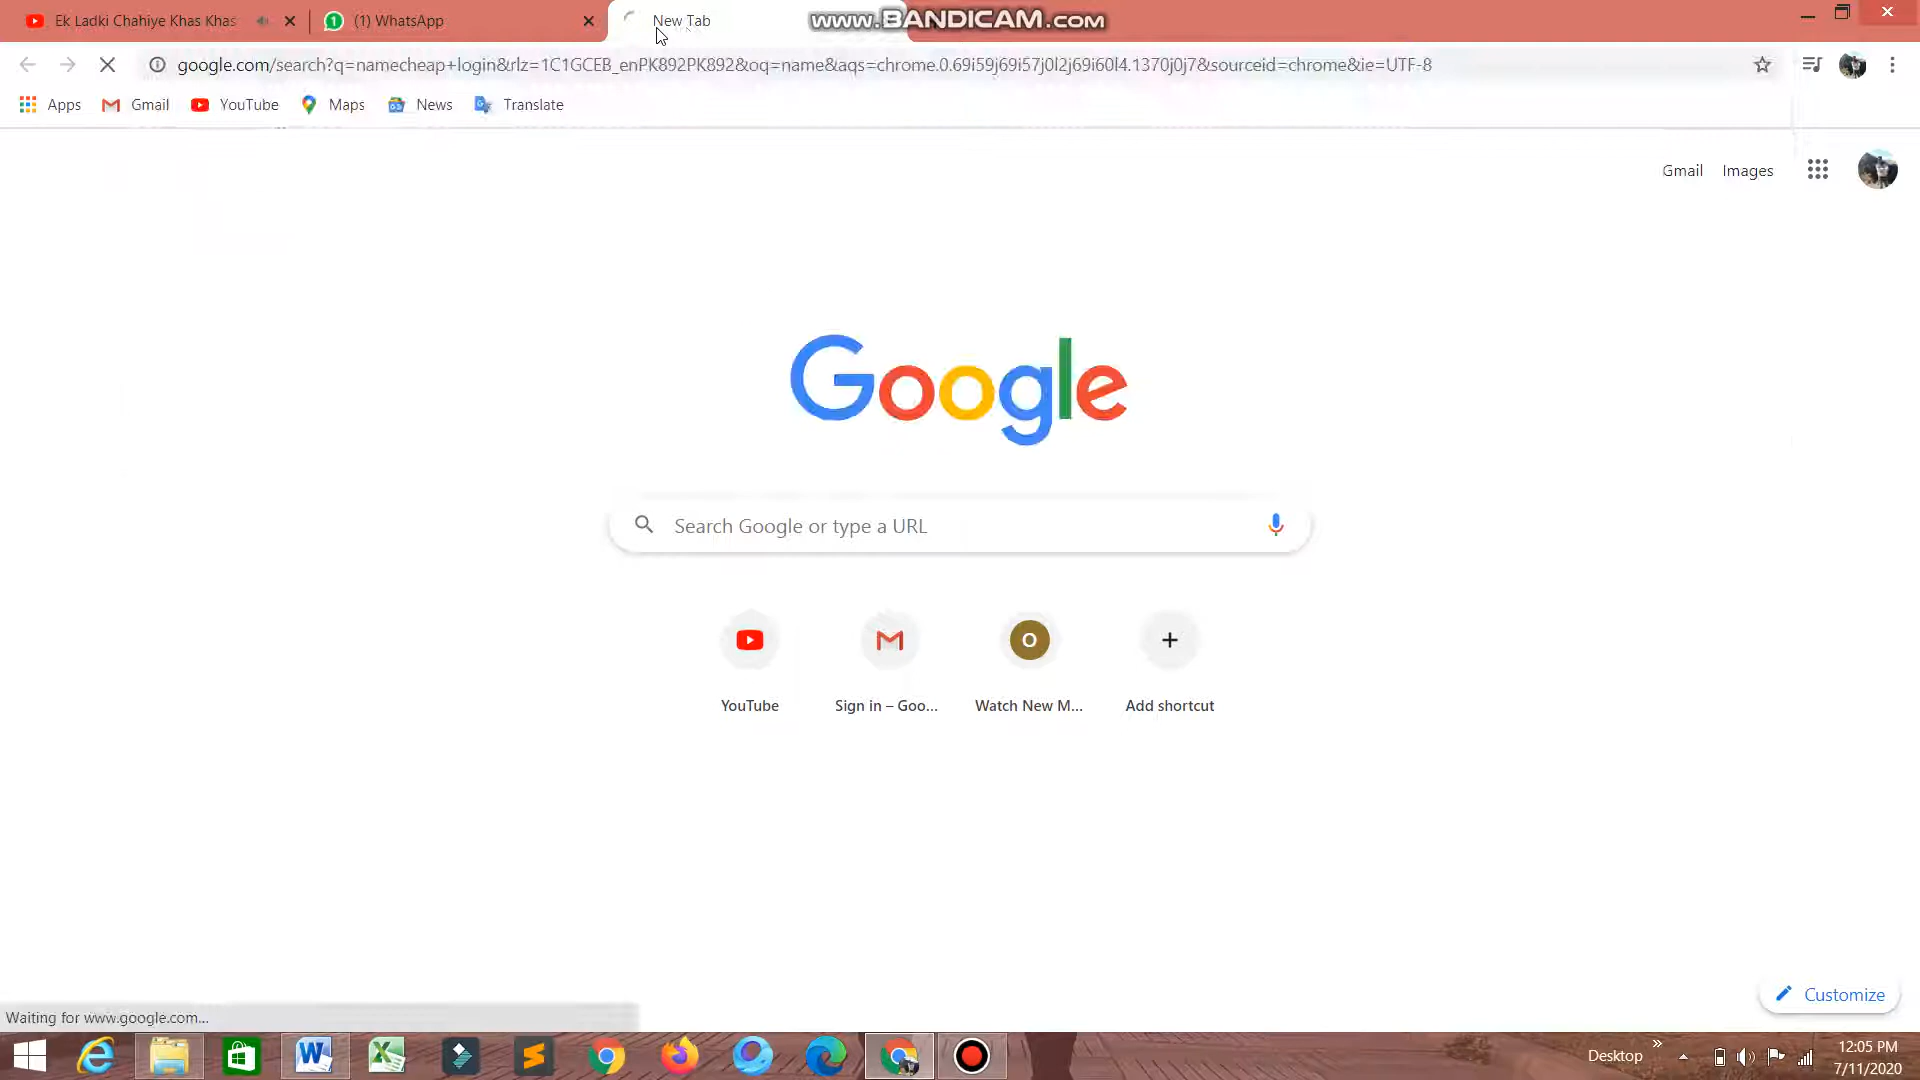 Ek Ladki Chahiye Khas Khas
(1) WhatsApp
New Tab
www.BANDICAM.com
google.com/search?q=namecheap+login&rlz=1C1GCEB_enPK892PK892&oq=name&aqs=chrome.0.69i59j69i57j0l2j69i60l4.1370j0j7&sourceid=chrome&ie=UTF-8
Apps
Gmail
YouTube
Maps
News
Translate
Gmail
Images
Google
Search Google or type a URL
O
YouTube
Sign in – Goo...
Watch New M...
Add shortcut
Customize
Waiting for www.google.com...
Desktop
12:05 PM
7/11/2020